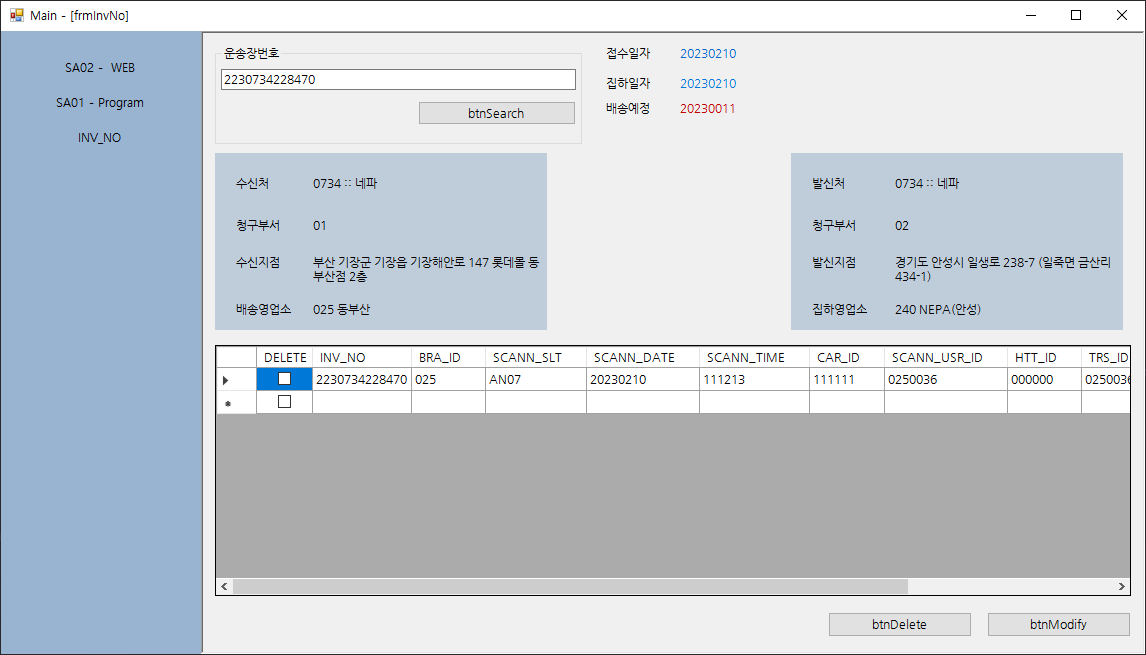 Main - [frmInvNo]
SA02 - WEB
SA01 - Program
INV_NO
운송장번호
2230734228470
btnSearch
접수일자 20230210
집하일자 20230210
배송예정 20230011
수신처 0734 :: 네파
청구부서 01
수신지점 부산 기장군 기장읍 기장해안로 147 롯데몰 동
부산점 2층
배송영업소 025 동부산
발신처 0734 :: 네파
청구부서 02
발신지점 경기도 안성시 일생로 238-7 (일죽면 금산리
434-1)
집하영업소 240 NEPA(안성)
DELETE INV_NO BRA_ID SCANN_SLT SCANN_DATE SCANN_TIME CAR_ID SCANN_USR_ID HTT_ID TRS_ID
2230734228470 025 AN07 20230210 111213 111111 0250036 000000 0250036
btnDelete btnModify